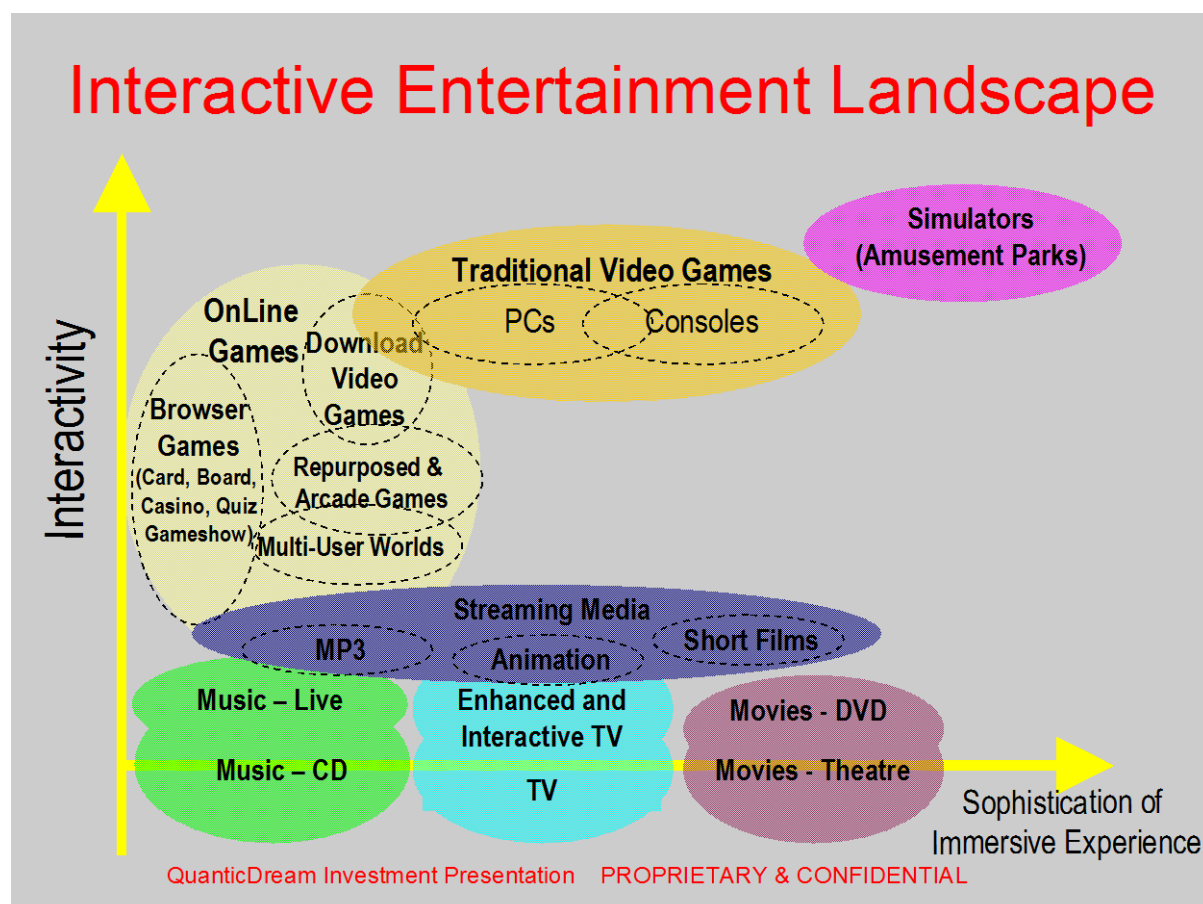 Interactive Entertainment Landscape
Interactivity
Simulators
(Amusement Parks)
Traditional Video Games
PCs
Consoles
OnLine
Games
Download
Video
Games
Browser
Games
(Card, Board,
Casino, Quiz
Gameshow)
Repurposed &
Arcade Games
Multi-User Worlds
Streaming Media
MP3
Animation
Short Films
Music – Live
Music – CD
Enhanced and
Interactive TV
TV
Movies - DVD
Movies - Theatre
Sophistication of
Immersive Experience
QuanticDream Investment Presentation PROPRIETARY & CONFIDENTIAL